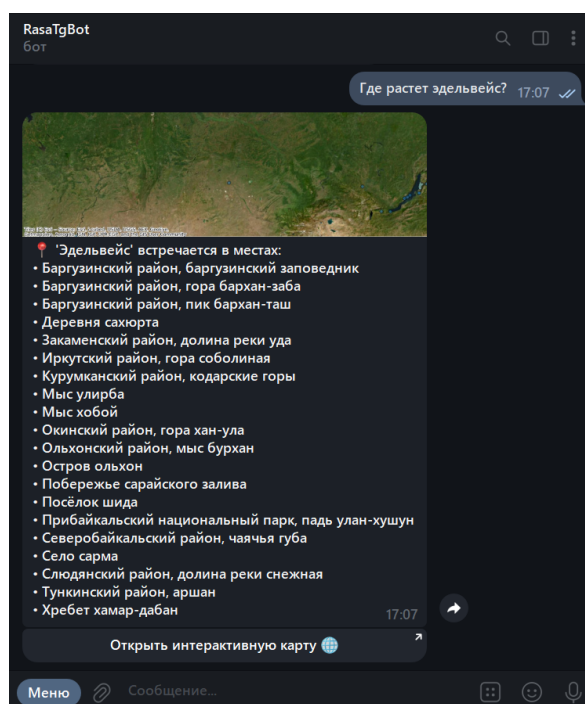 RasaTgBot
бот
Где растет эдельвейс? 17:07
📍 'Эдельвейс' встречается в местах:
• Баргузинский район, баргузинский заповедник
• Баргузинский район, гора бархан-заба
• Баргузинский район, пик бархан-таш
• Деревня сахюрта
• Закаменский район, долина реки уда
• Иркутский район, гора соболиная
• Курумканский район, кодарские горы
• Мыс улирба
• Мыс хобой
• Окинский район, гора хан-ула
• Ольхонский район, мыс бурхан
• Остров ольхон
• Побережье сарайского залива
• Посёлок шида
• Прибайкальский национальный парк, падь улан-хушун
• Северобайкальский район, чаячья губа
• Село сарма
• Слюдянский район, долина реки снежная
• Тункинский район, аршан
• Хребет хамар-дабан
17:07
Открыть интерактивную карту 🌐
Меню
Сообщение...